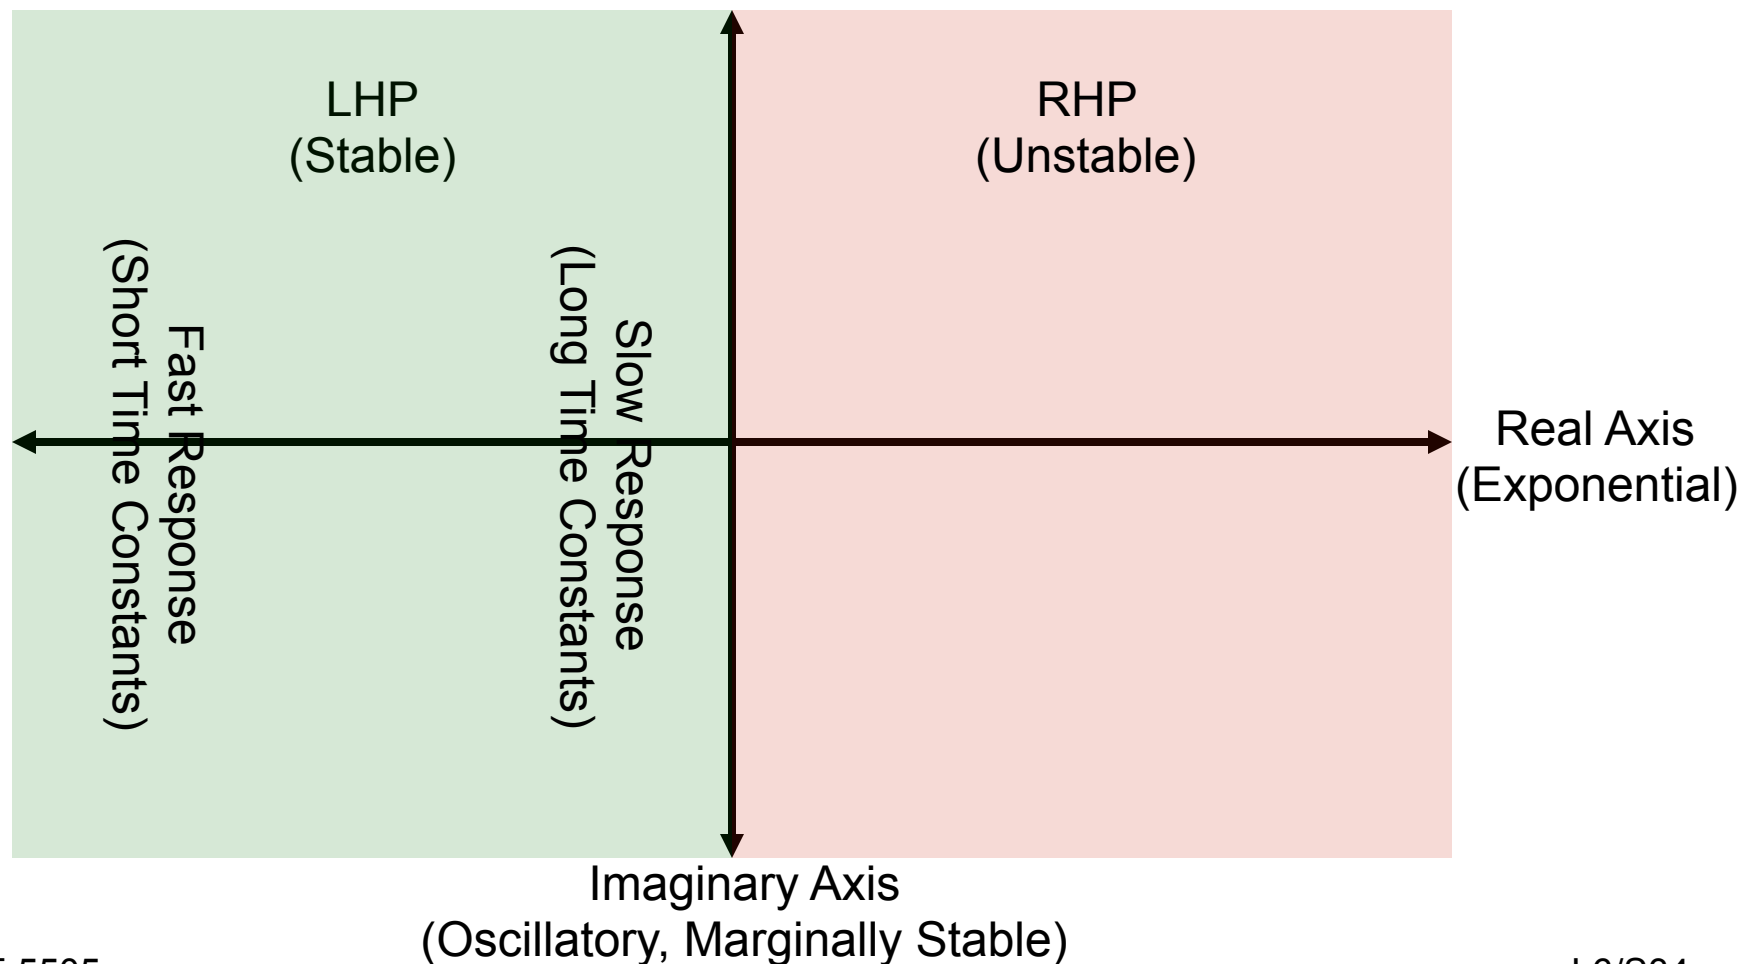 LHP
(Stable)
RHP
(Unstable)
Fast Response
(Short Time Constants)
Slow Response
(Long Time Constants)
Real Axis
(Exponential)
Imaginary Axis
(Oscillatory, Marginally Stable)